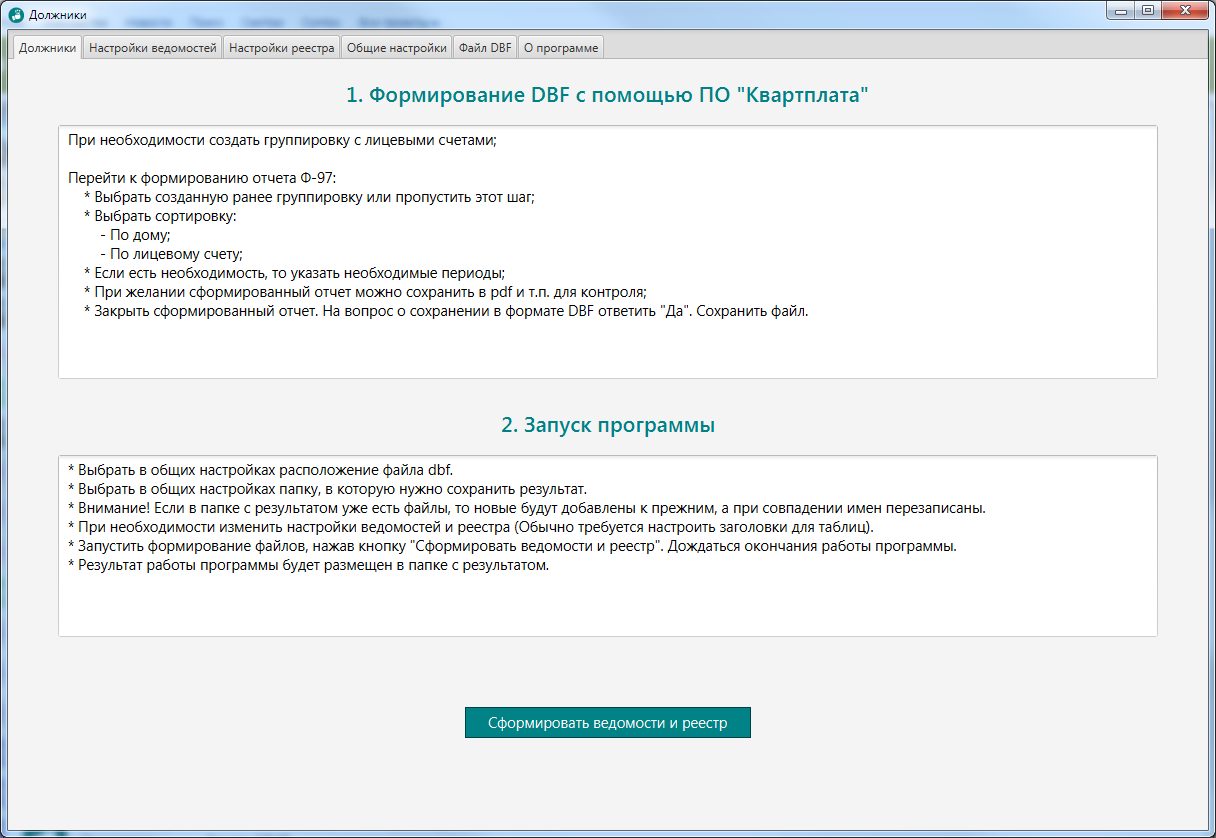 Должники
Должники
Настройки ведомостей
Настройки реестра
Общие настройки
Файл DBF
О программе
1. Формирование DBF с помощью ПО "Квартплата"
При необходимости создать группировку с лицевыми счетами;
Перейти к формированию отчета Ф-97:
* Выбрать созданную ранее группировку или пропустить этот шаг;
* Выбрать сортировку:
- По дому;
- По лицевому счету;
* Если есть необходимость, то указать необходимые периоды;
* При желании сформированный отчет можно сохранить в pdf и т.п. для контроля;
* Закрыть сформированный отчет. На вопрос о сохранении в формате DBF ответить "Да". Сохранить файл.
2. Запуск программы
* Выбрать в общих настройках расположение файла dbf.
* Выбрать в общих настройках папку, в которую нужно сохранить результат.
* Внимание! Если в папке с результатом уже есть файлы, то новые будут добавлены к прежним, а при совпадении имен перезаписаны.
* При необходимости изменить настройки ведомостей и реестра (Обычно требуется настроить заголовки для таблиц).
* Запустить формирование файлов, нажав кнопку "Сформировать ведомости и реестр". Дождаться окончания работы программы.
* Результат работы программы будет размещен в папке с результатом.
Сформировать ведомости и реестр